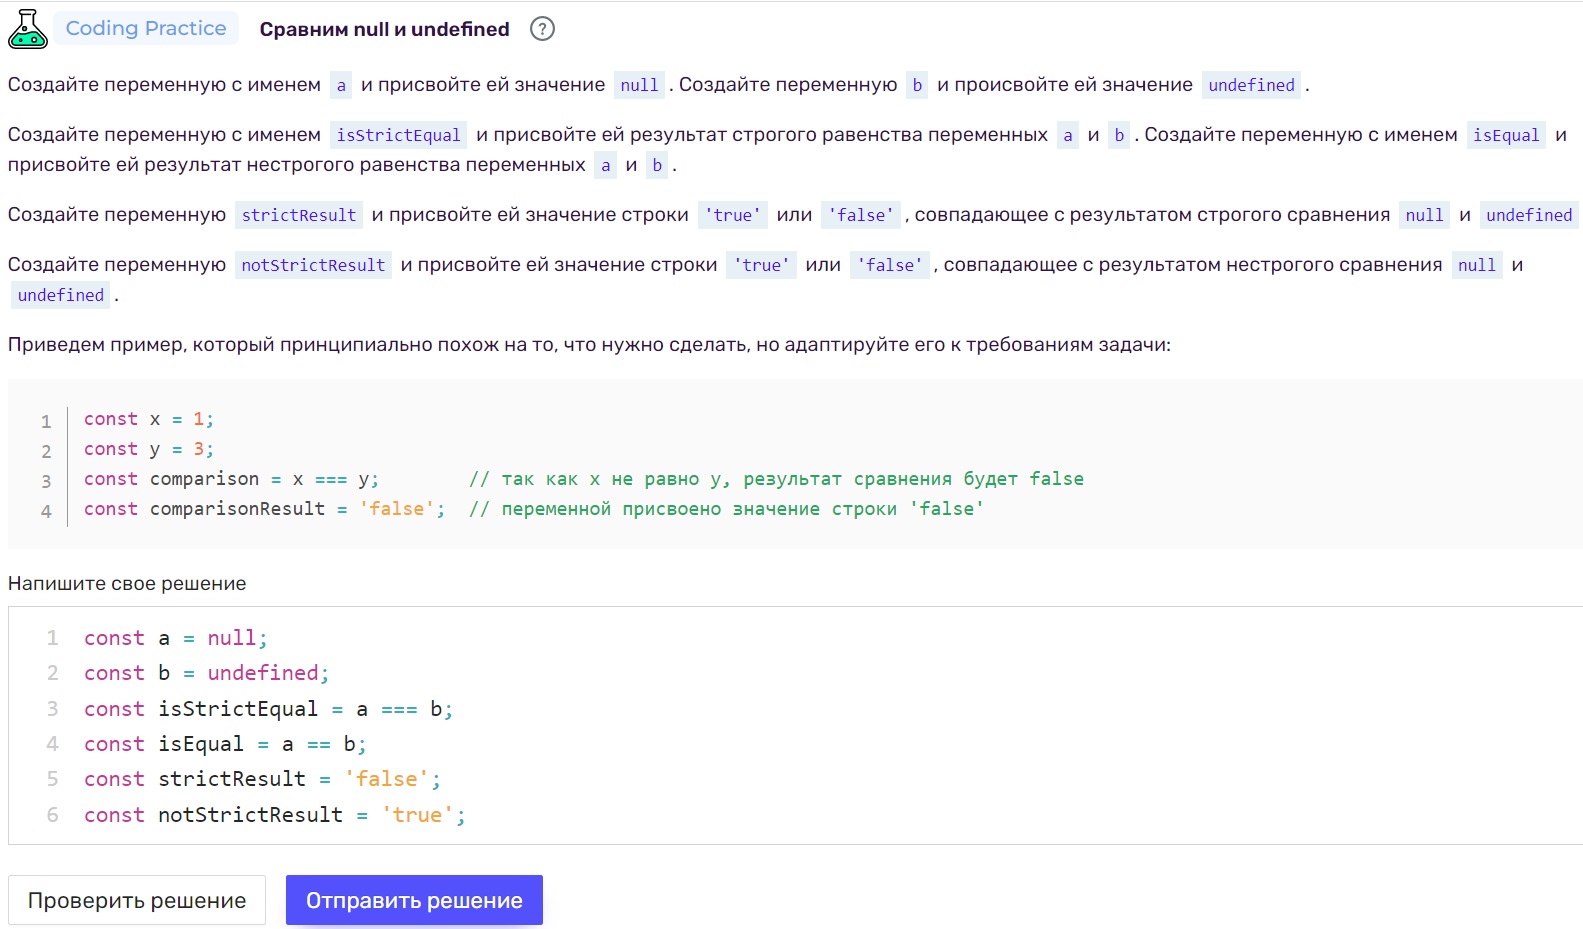 Coding Practice Сравним null и undefined ?
Создайте переменную с именем a и присвойте ей значение null . Создайте переменную b и происвойте ей значение undefined .
Создайте переменную с именем isStrictEqual и присвойте ей результат строгого равенства переменных a и b . Создайте переменную с именем isEqual и
присвойте ей результат нестрогого равенства переменных a и b .
Создайте переменную strictResult и присвойте ей значение строки 'true' или 'false' , совпадающее с результатом строгого сравнения null и undefined
Создайте переменную notStrictResult и присвойте ей значение строки 'true' или 'false' , совпадающее с результатом нестрогого сравнения null и
undefined .
Приведем пример, который принципиально похож на то, что нужно сделать, но адаптируйте его к требованиям задачи:
1 const x = 1;
2 const y = 3;
3 const comparison = x === y; // так как x не равно y, результат сравнения будет false
4 const comparisonResult = 'false'; // переменной присвоено значение строки 'false'
Напишите свое решение
1 const a = null;
2 const b = undefined;
3 const isStrictEqual = a === b;
4 const isEqual = a == b;
5 const strictResult = 'false';
6 const notStrictResult = 'true';
Проверить решение Отправить решение